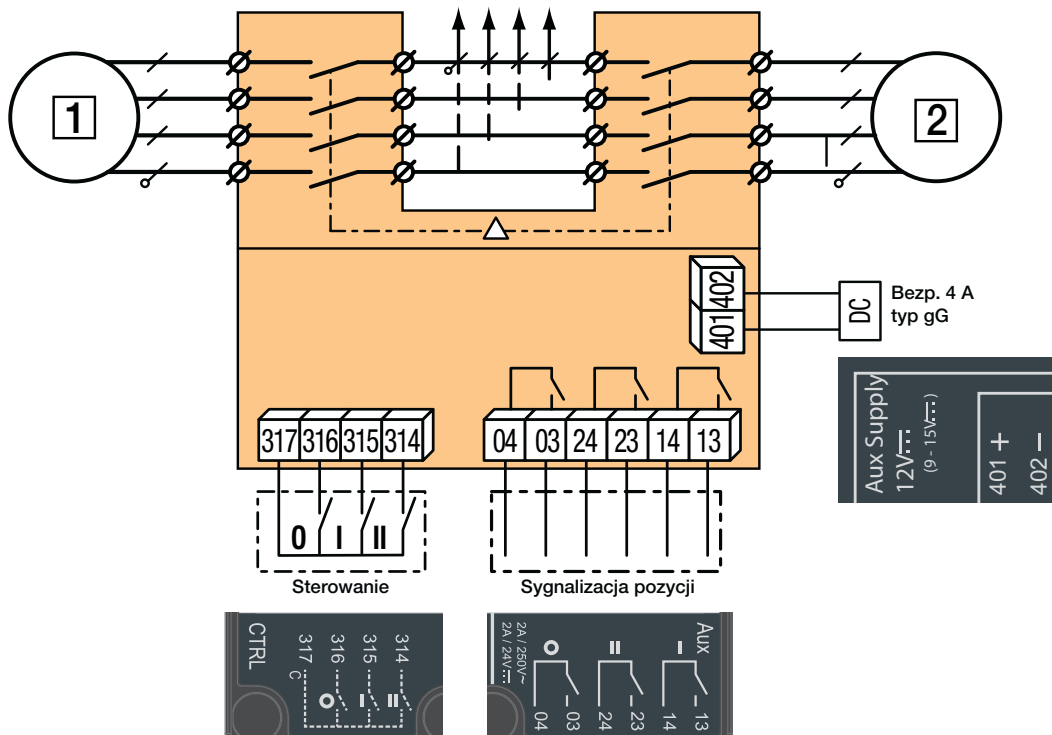 1
2
402
401
DC
Bezp. 4 A
typ gG
Aux Supply
12V
(9 - 15V)
401 +
402 –
317 316 315 314
04 03 24 23 14 13
0 I II
Sterowanie
Sygnalizacja pozycji
CTRL
317 C
316 O
315 I
314 II
2A / 250V~
2A / 24V
Aux
O II I
04 03 24 23 14 13